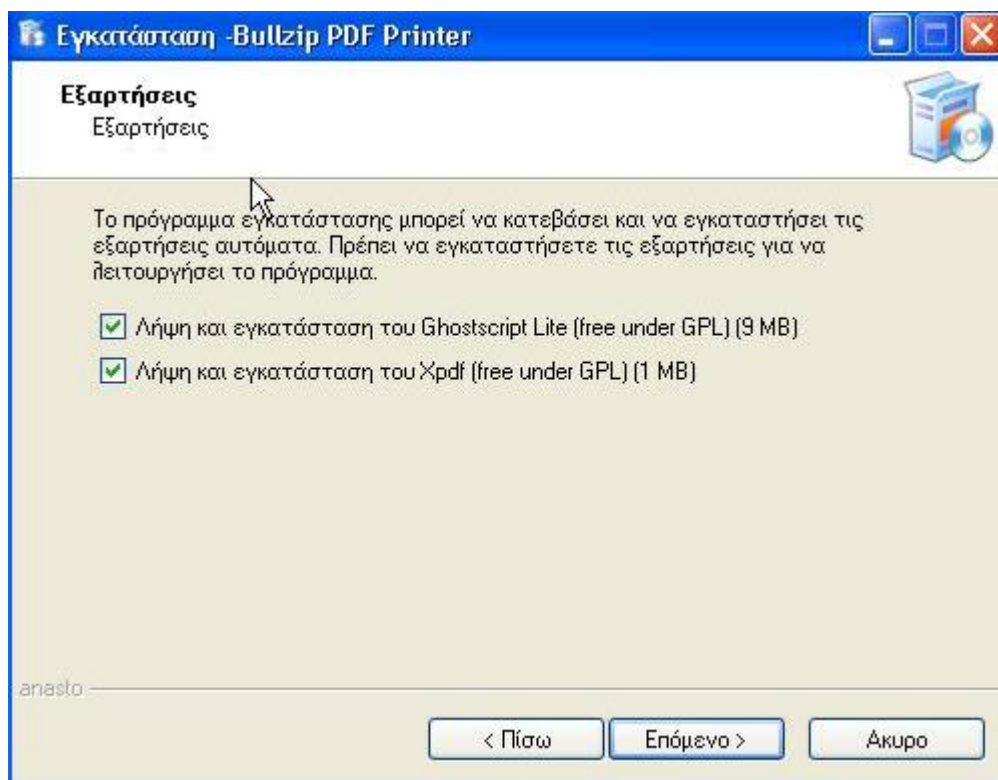 Εγκατάσταση -Bullzip PDF Printer
Εξαρτήσεις
Εξαρτήσεις
Το πρόγραμμα εγκατάστασης μπορεί να κατεβάσει και να εγκαταστήσει τις
εξαρτήσεις αυτόματα. Πρέπει να εγκαταστήσετε τις εξαρτήσεις για να
λειτουργήσει το πρόγραμμα.
Λήψη και εγκατάσταση του Ghostscript Lite (free under GPL) (9 MB)
Λήψη και εγκατάσταση του Xpdf (free under GPL) (1 MB)
anasto
< Πίσω
Επόμενο >
Ακυρο